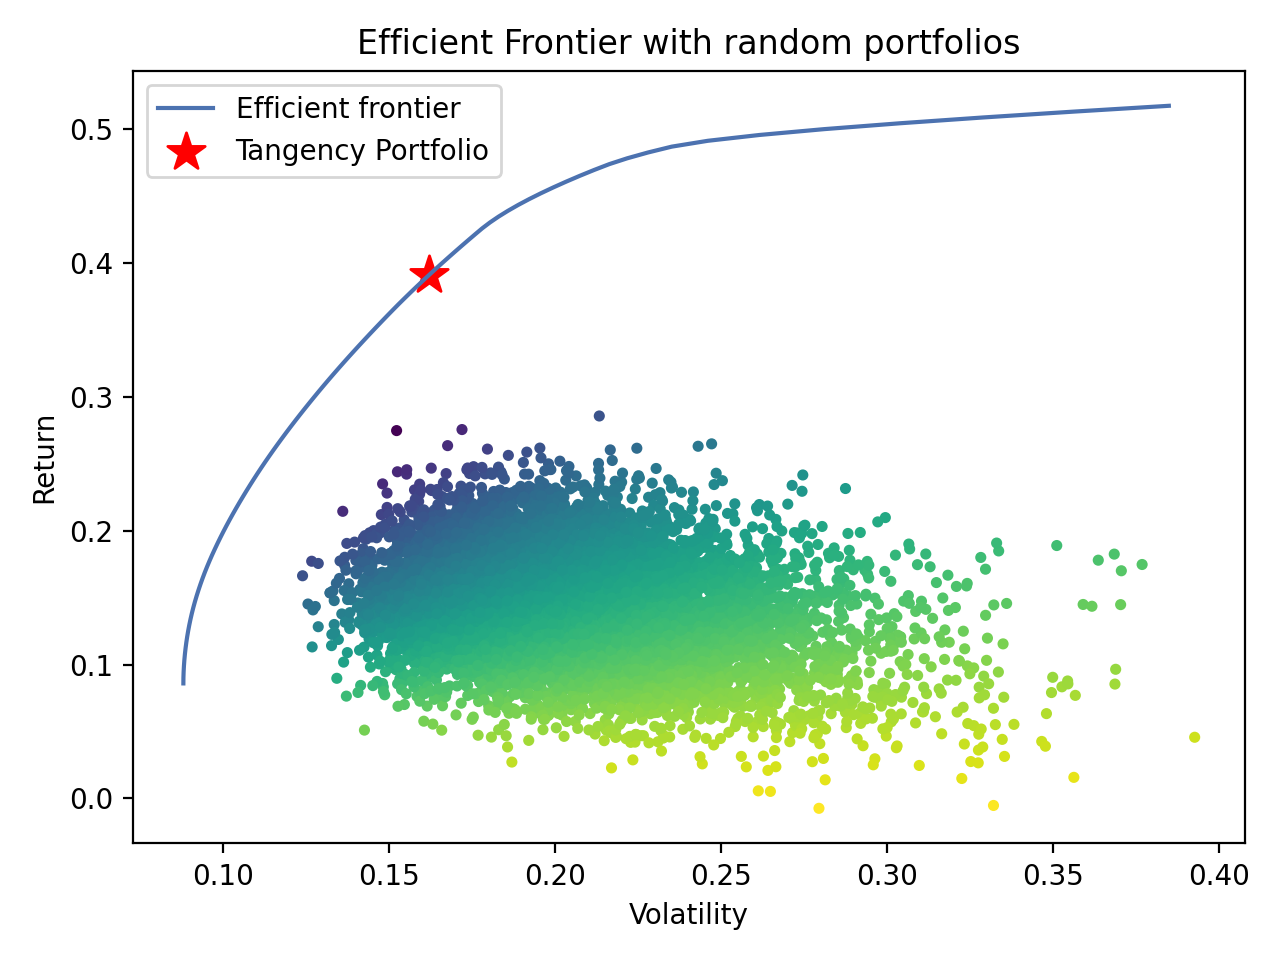 Efficient Frontier with random portfolios
Efficient frontier
Tangency Portfolio
0.5
0.4
0.3
0.2
0.1
0.0
Return
0.10 0.15 0.20 0.25 0.30 0.35 0.40
Volatility